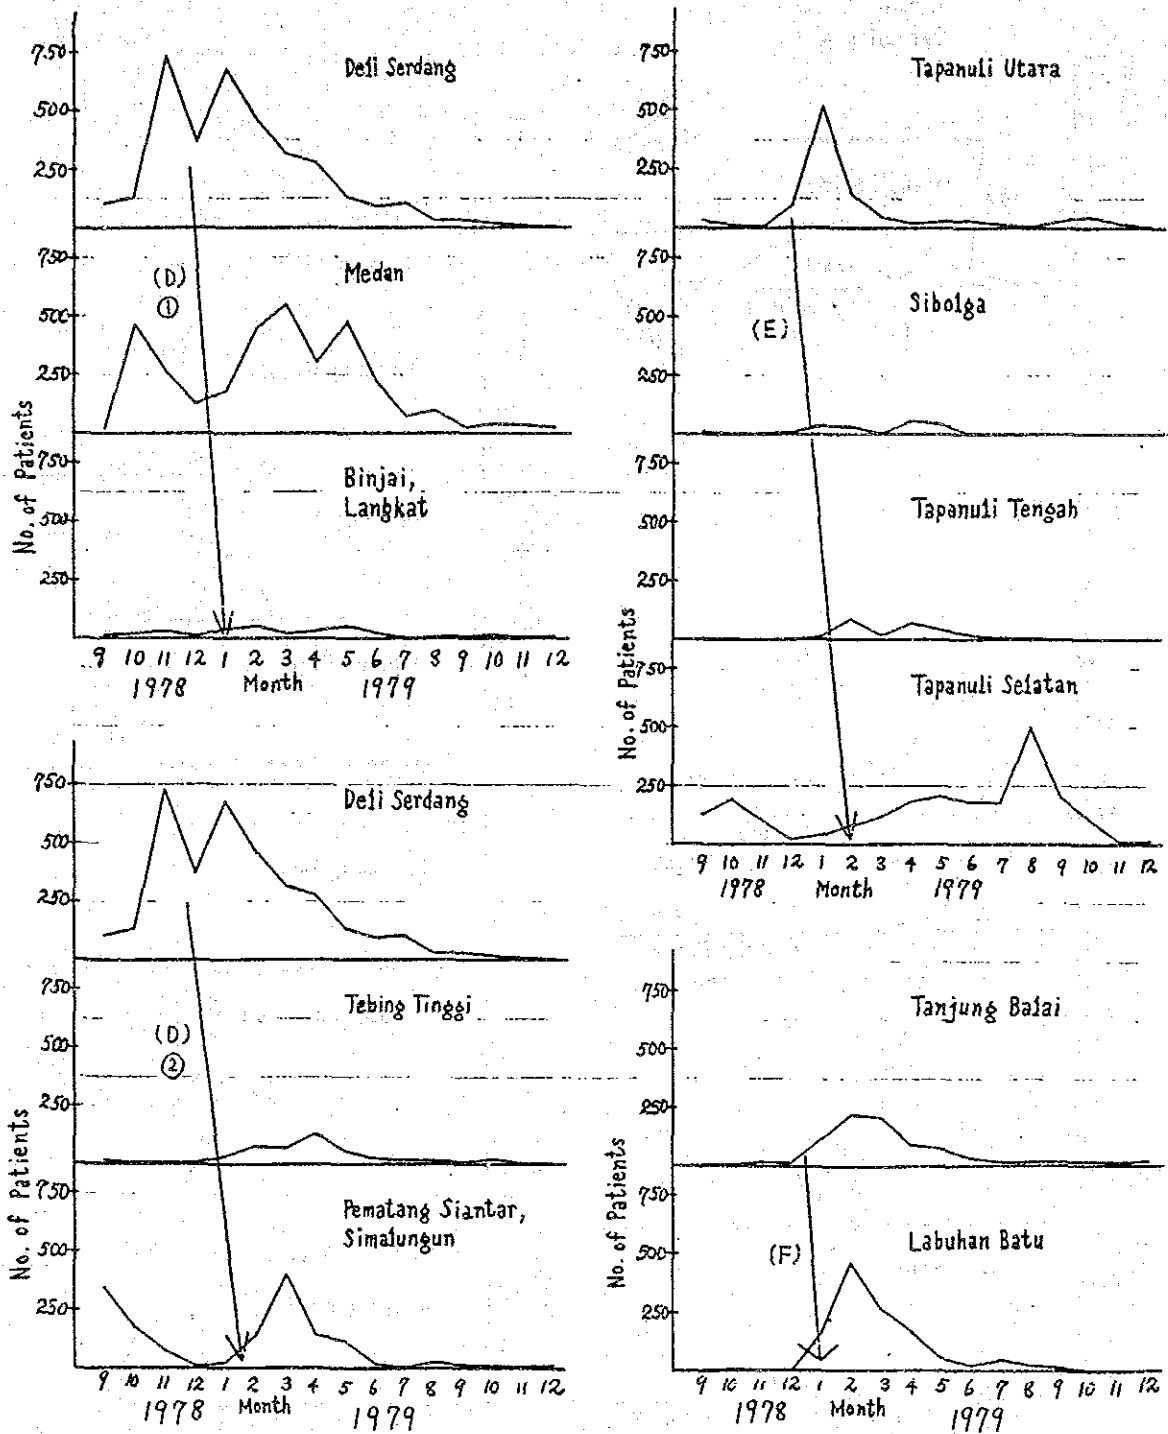 750
Deli Serdang
500
250
750
Medan
(D)
①
500
250
No. of Patients
750
Binjai,
Langkat
500
250
9 10 11 12 1 2 3 4 5 6 7 8 9 10 11 12
1978 Month 1979
750
Deli Serdang
500
250
750
Tebing Tinggi
(D)
②
500
250
No. of Patients
750
Pematang Siantar,
Simalungun
500
250
9 10 11 12 1 2 3 4 5 6 7 8 9 10 11 12
1978 Month 1979
750
Tapanuli Utara
500
250
750
Sibolga
500
(E)
250
750
Tapanuli Tengah
500
250
No. of Patients
750
Tapanuli Selatan
500
250
9 10 11 12 1 2 3 4 5 6 7 8 9 10 11 12
1978 Month 1979
750
Tanjung Balai
500
250
No. of Patients
750
Labuhan Batu
500
(F)
250
9 10 11 12 1 2 3 4 5 6 7 8 9 10 11 12
1978 Month 1979